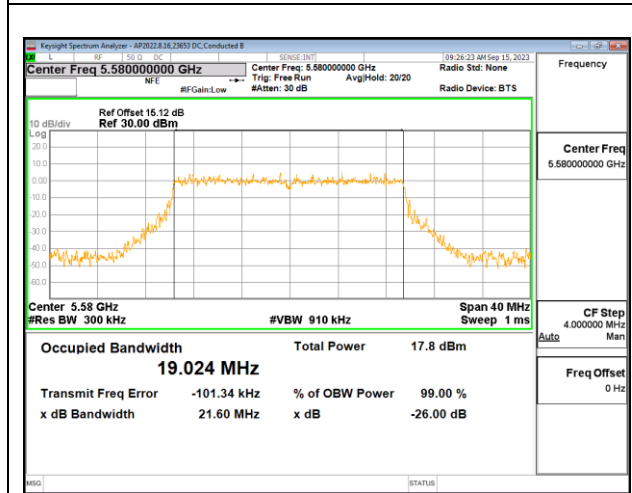 Keysight Spectrum Analyzer - AP2022.8.16,23653 DC,Conducted B
L RF 50 Ω DC SENSE:INT 09:26:23 AM Sep 15, 2023
Center Freq 5.580000000 GHz Center Freq: 5.580000000 GHz Radio Std: None Frequency
NFE Trig: Free Run Avg|Hold: 20/20
#IFGain:Low #Atten: 30 dB Radio Device: BTS
Ref Offset 15.12 dB
10 dB/div Ref 30.00 dBm
Log
20.0
10.0
0.00
-10.0
-20.0
-30.0
-40.0
-50.0
-60.0
Center Freq
5.580000000 GHz
Center 5.58 GHz Span 40 MHz
#Res BW 300 kHz #VBW 910 kHz Sweep 1 ms
CF Step
4.000000 MHz
Auto Man
Occupied Bandwidth Total Power 17.8 dBm
19.024 MHz
Freq Offset
0 Hz
Transmit Freq Error -101.34 kHz % of OBW Power 99.00 %
x dB Bandwidth 21.60 MHz x dB -26.00 dB
MSG STATUS